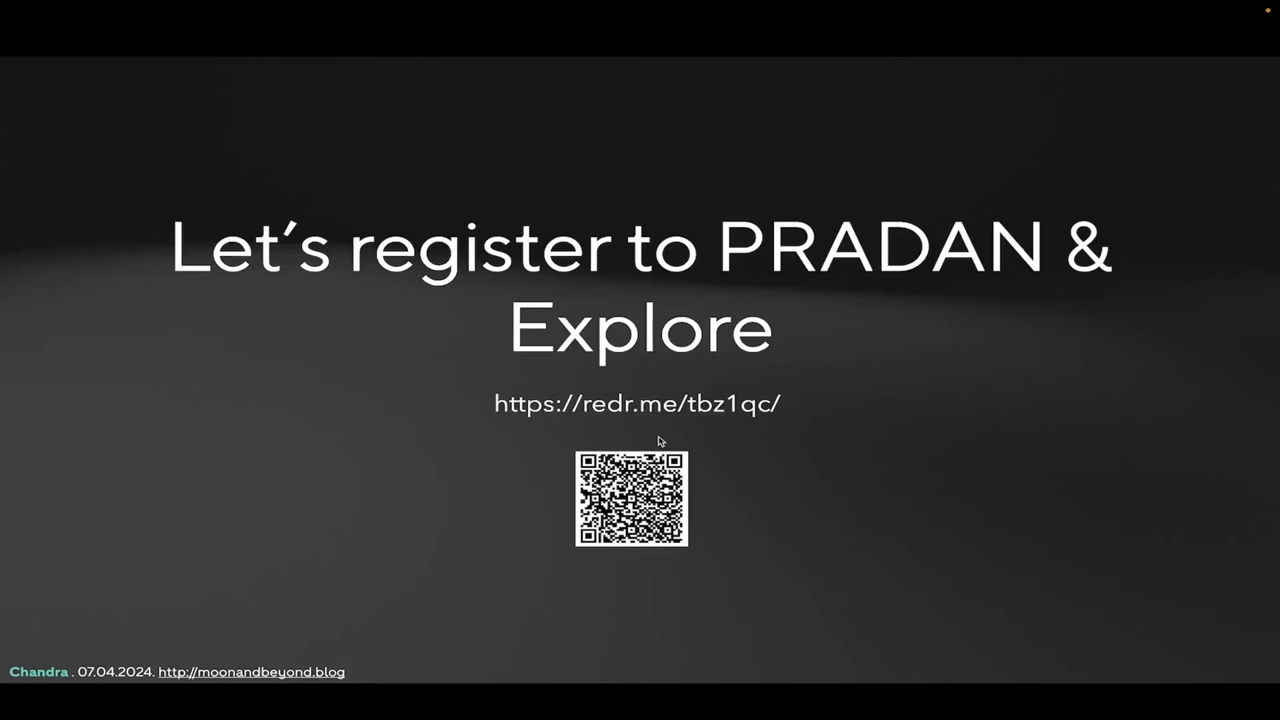 Let’s register to PRADAN &
Explore
https://redr.me/tbz1qc/
Chandra . 07.04.2024. http://moonandbeyond.blog